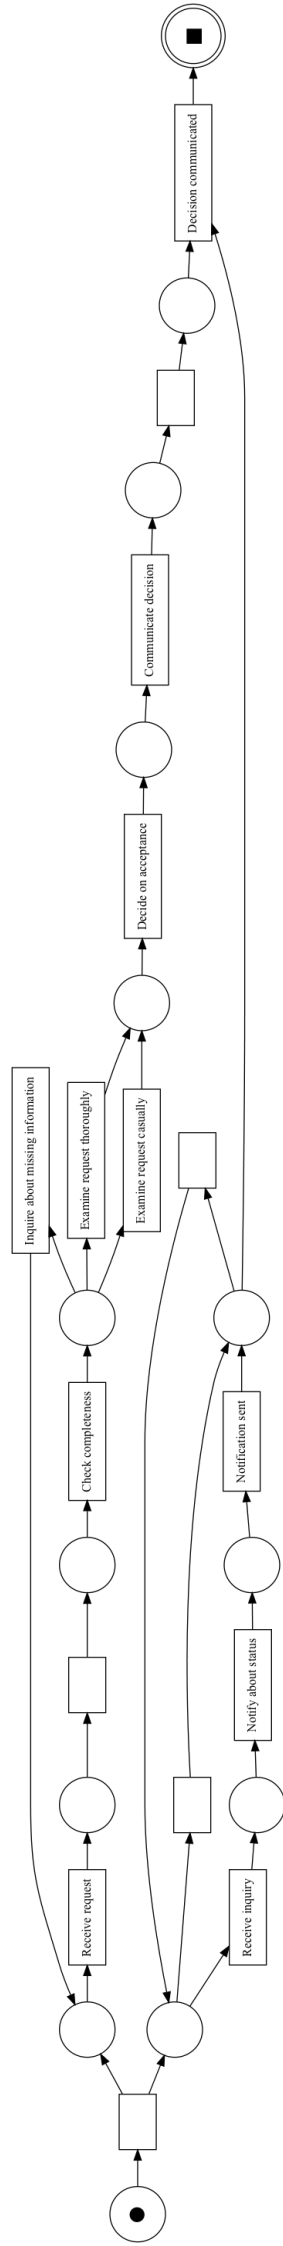 Decision communicated
Communicate decision
Decide on acceptance
Inquire about missing information
Examine request thoroughly
Examine request casually
Check completeness
Notification sent
Notify about status
Receive request
Receive inquiry